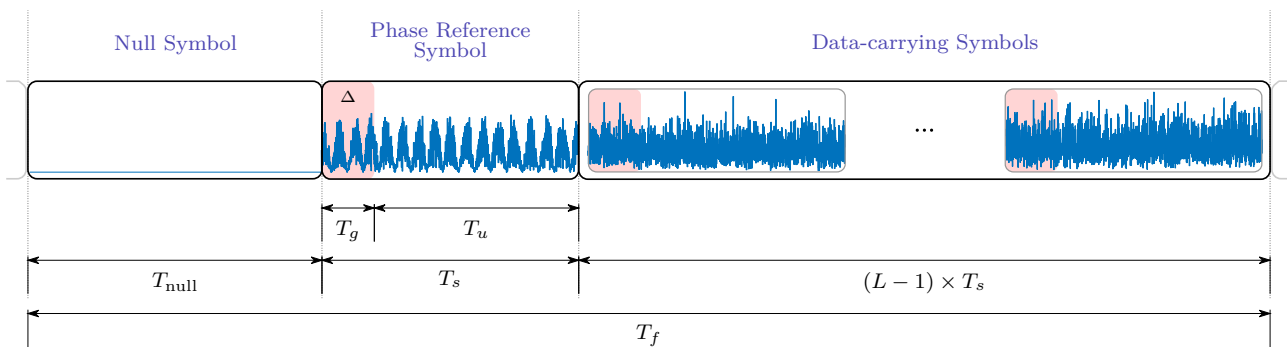 Null Symbol
Phase Reference
Symbol
Data-carrying Symbols
Δ
...
T_g
T_u
T_null
T_s
(L − 1) × T_s
T_f